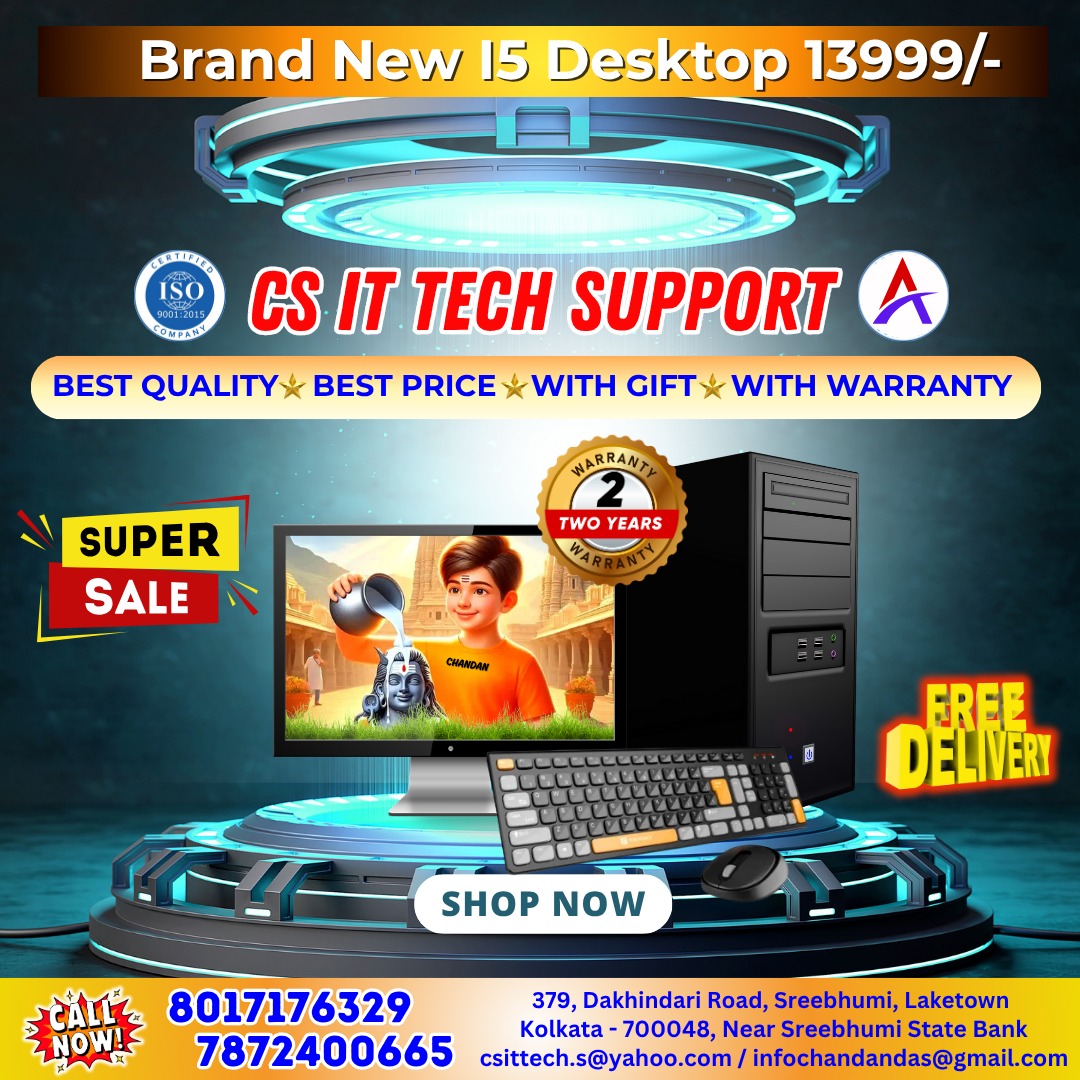 Brand New I5 Desktop 13999/-
CERTIFIED
ISO
9001:2015
COMPANY
CS IT TECH SUPPORT
BEST QUALITY⭐BEST PRICE⭐WITH GIFT⭐WITH WARRANTY
WARRANTY
2
TWO YEARS
WARRANTY
SUPER
SALE
CHANDAN
FREE
DELIVERY
SHOP NOW
CALL
NOW!
8017176329
7872400665
379, Dakhindari Road, Sreebhumi, Laketown
Kolkata - 700048, Near Sreebhumi State Bank
csittech.s@yahoo.com / infochandandas@gmail.com